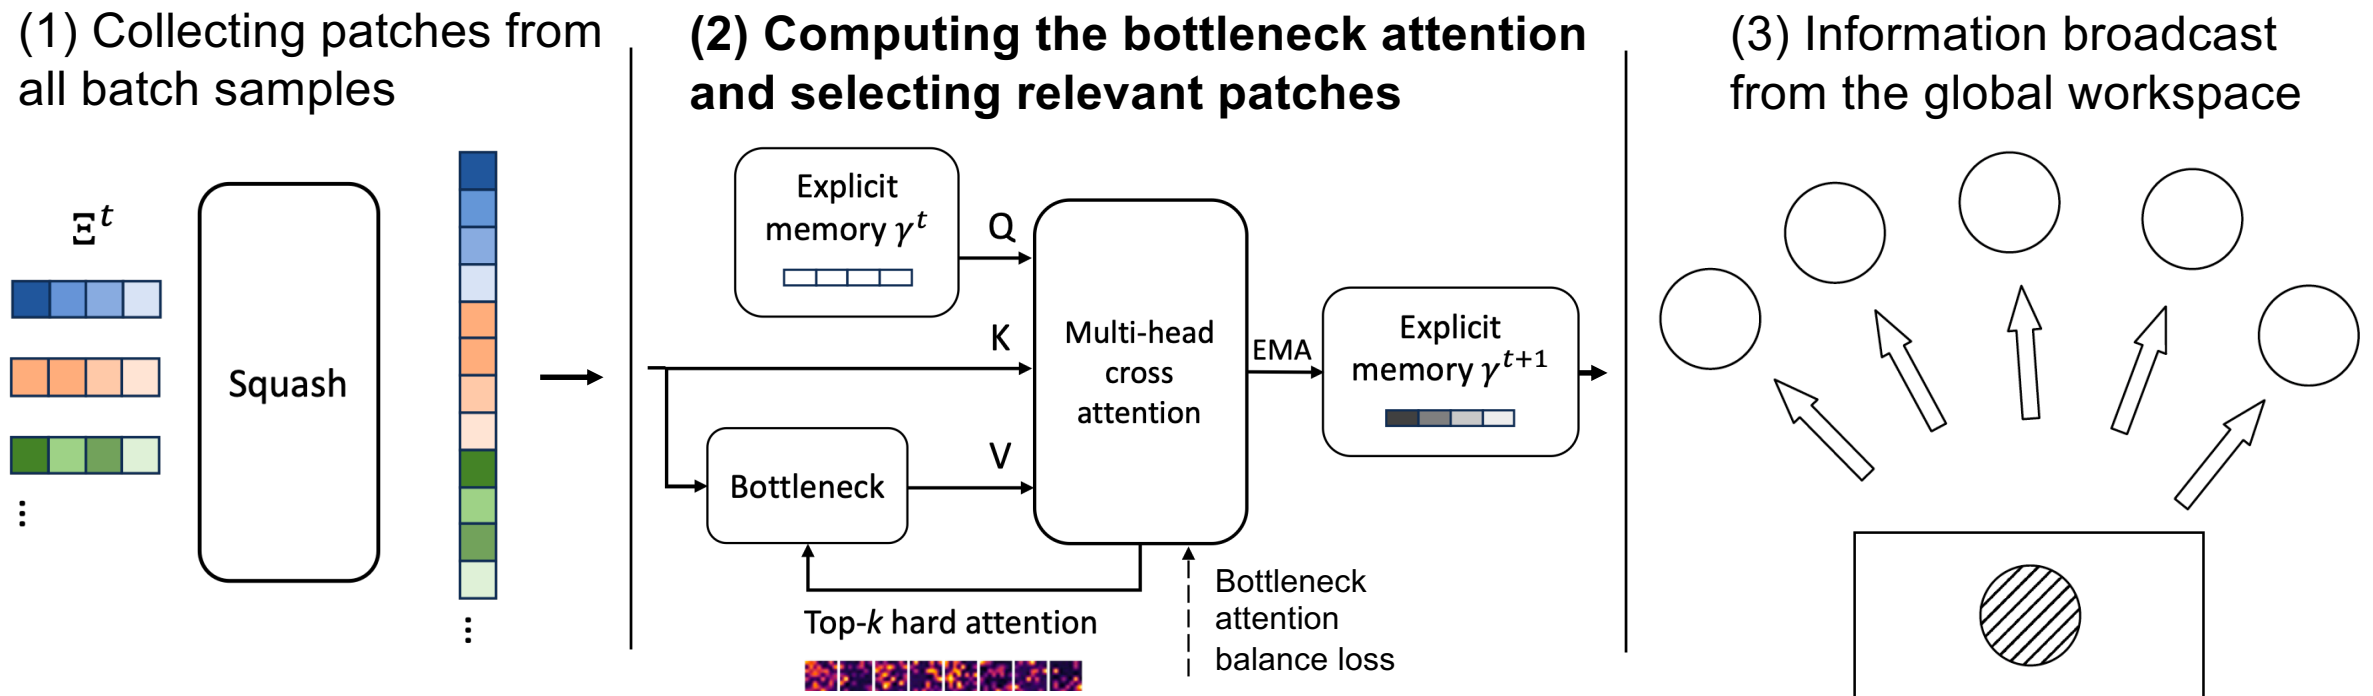 (1) Collecting patches from
all batch samples
Ξ^t
⋮
Squash
⋮
(2) Computing the bottleneck attention
and selecting relevant patches
Explicit
memory γ^t
Q
K
V
Bottleneck
Multi-head
cross
attention
EMA
Explicit
memory γ^{t+1}
Top-k hard attention
Bottleneck
attention
balance loss
(3) Information broadcast
from the global workspace